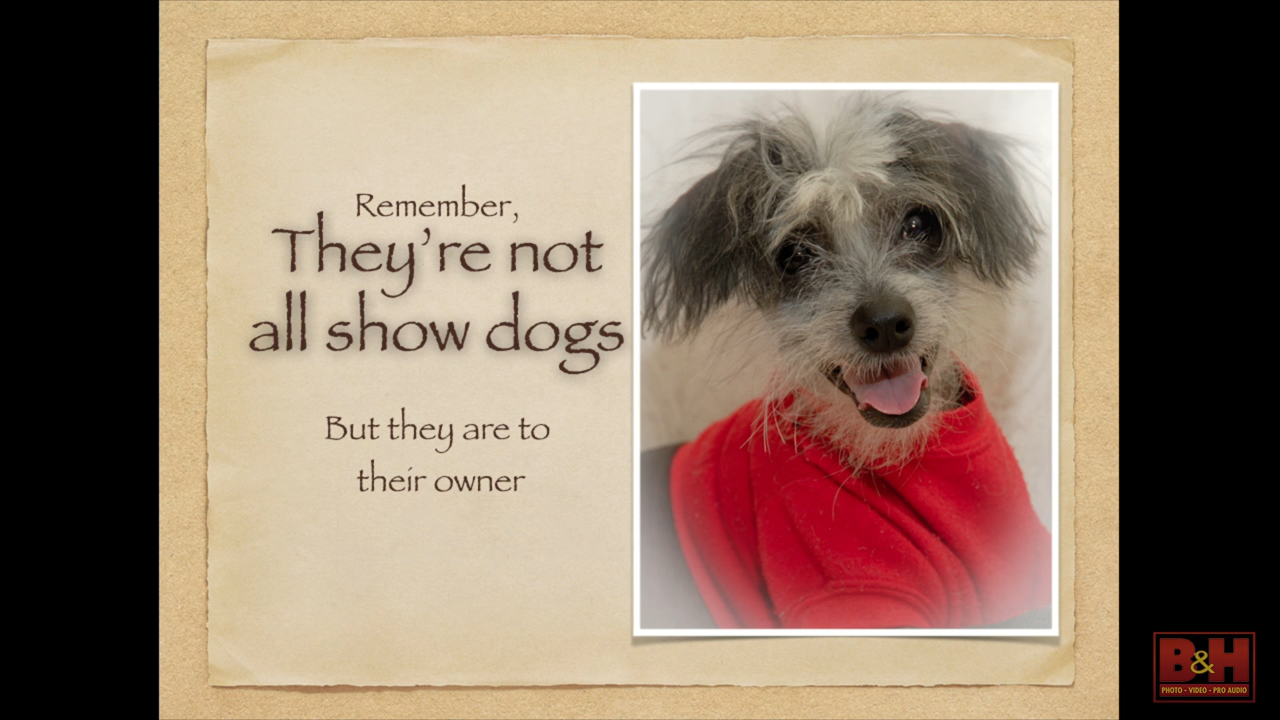 Remember,
They're not
all show dogs
But they are to
their owner
B&H
PHOTO - VIDEO - PRO AUDIO